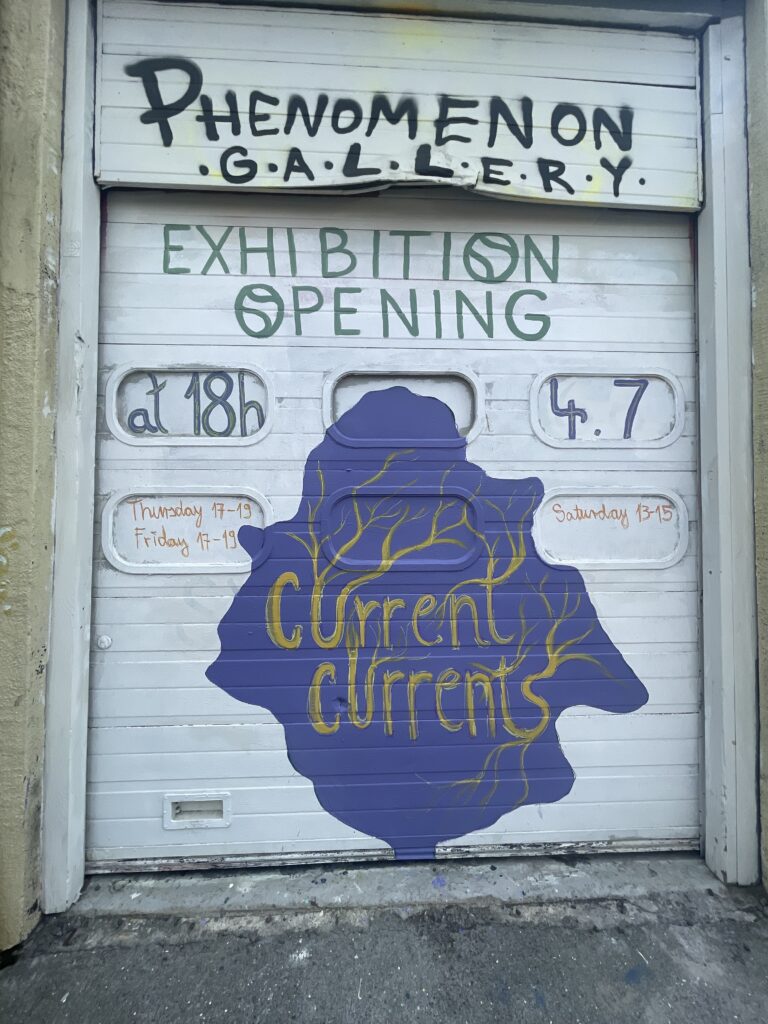 PHENOMENON
.G.A.L.L.E.R.Y.
EXHIBITION
OPENING
at 18h
4.7
Thursday 17-19
Friday 17-19
Saturday 13-15
current
currents